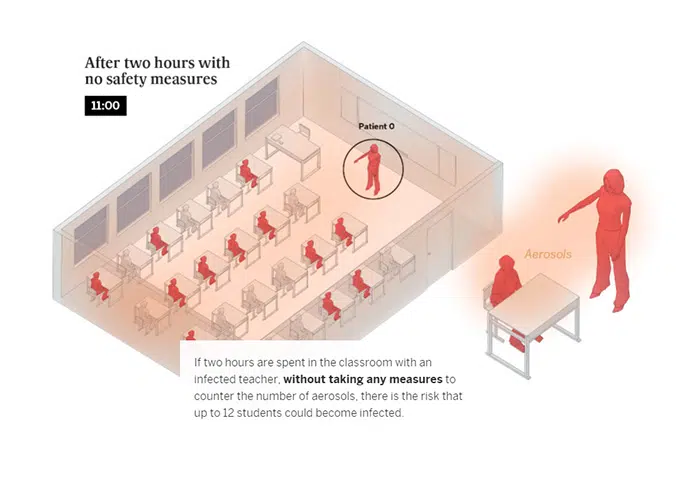 After two hours with
no safety measures
11:00
Patient 0
Aerosols
If two hours are spent in the classroom with an
infected teacher, without taking any measures to
counter the number of aerosols, there is the risk that
up to 12 students could become infected.